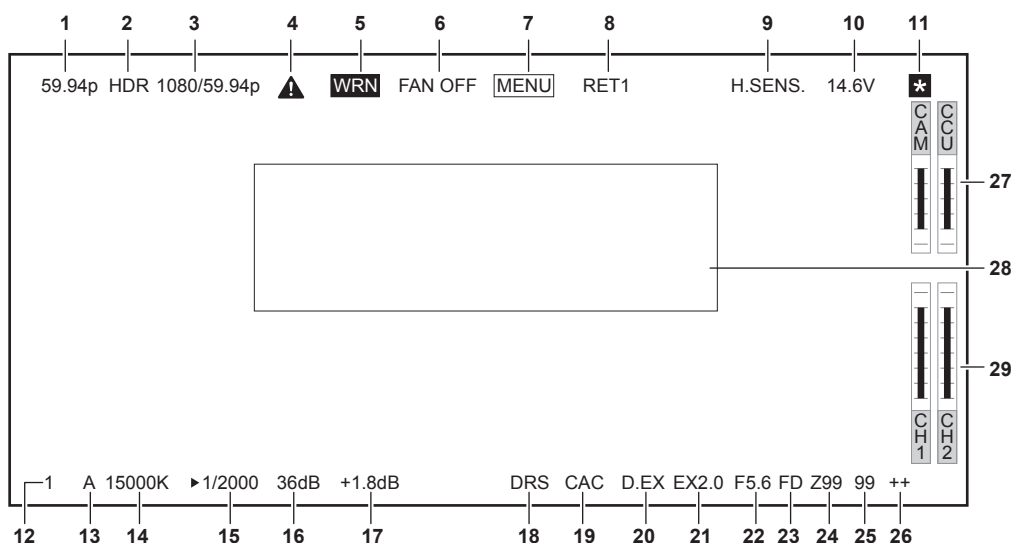 1 2 3 4 5 6 7 8 9 10 11
59.94p HDR 1080/59.94p WRN FAN OFF MENU RET1 H.SENS. 14.6V *
CAM CCU
27
28
29
CH1 CH2
1 A 15000K ▶1/2000 36dB +1.8dB DRS CAC D.EX EX2.0 F5.6 FD Z99 99 ++
12 13 14 15 16 17 18 19 20 21 22 23 24 25 26